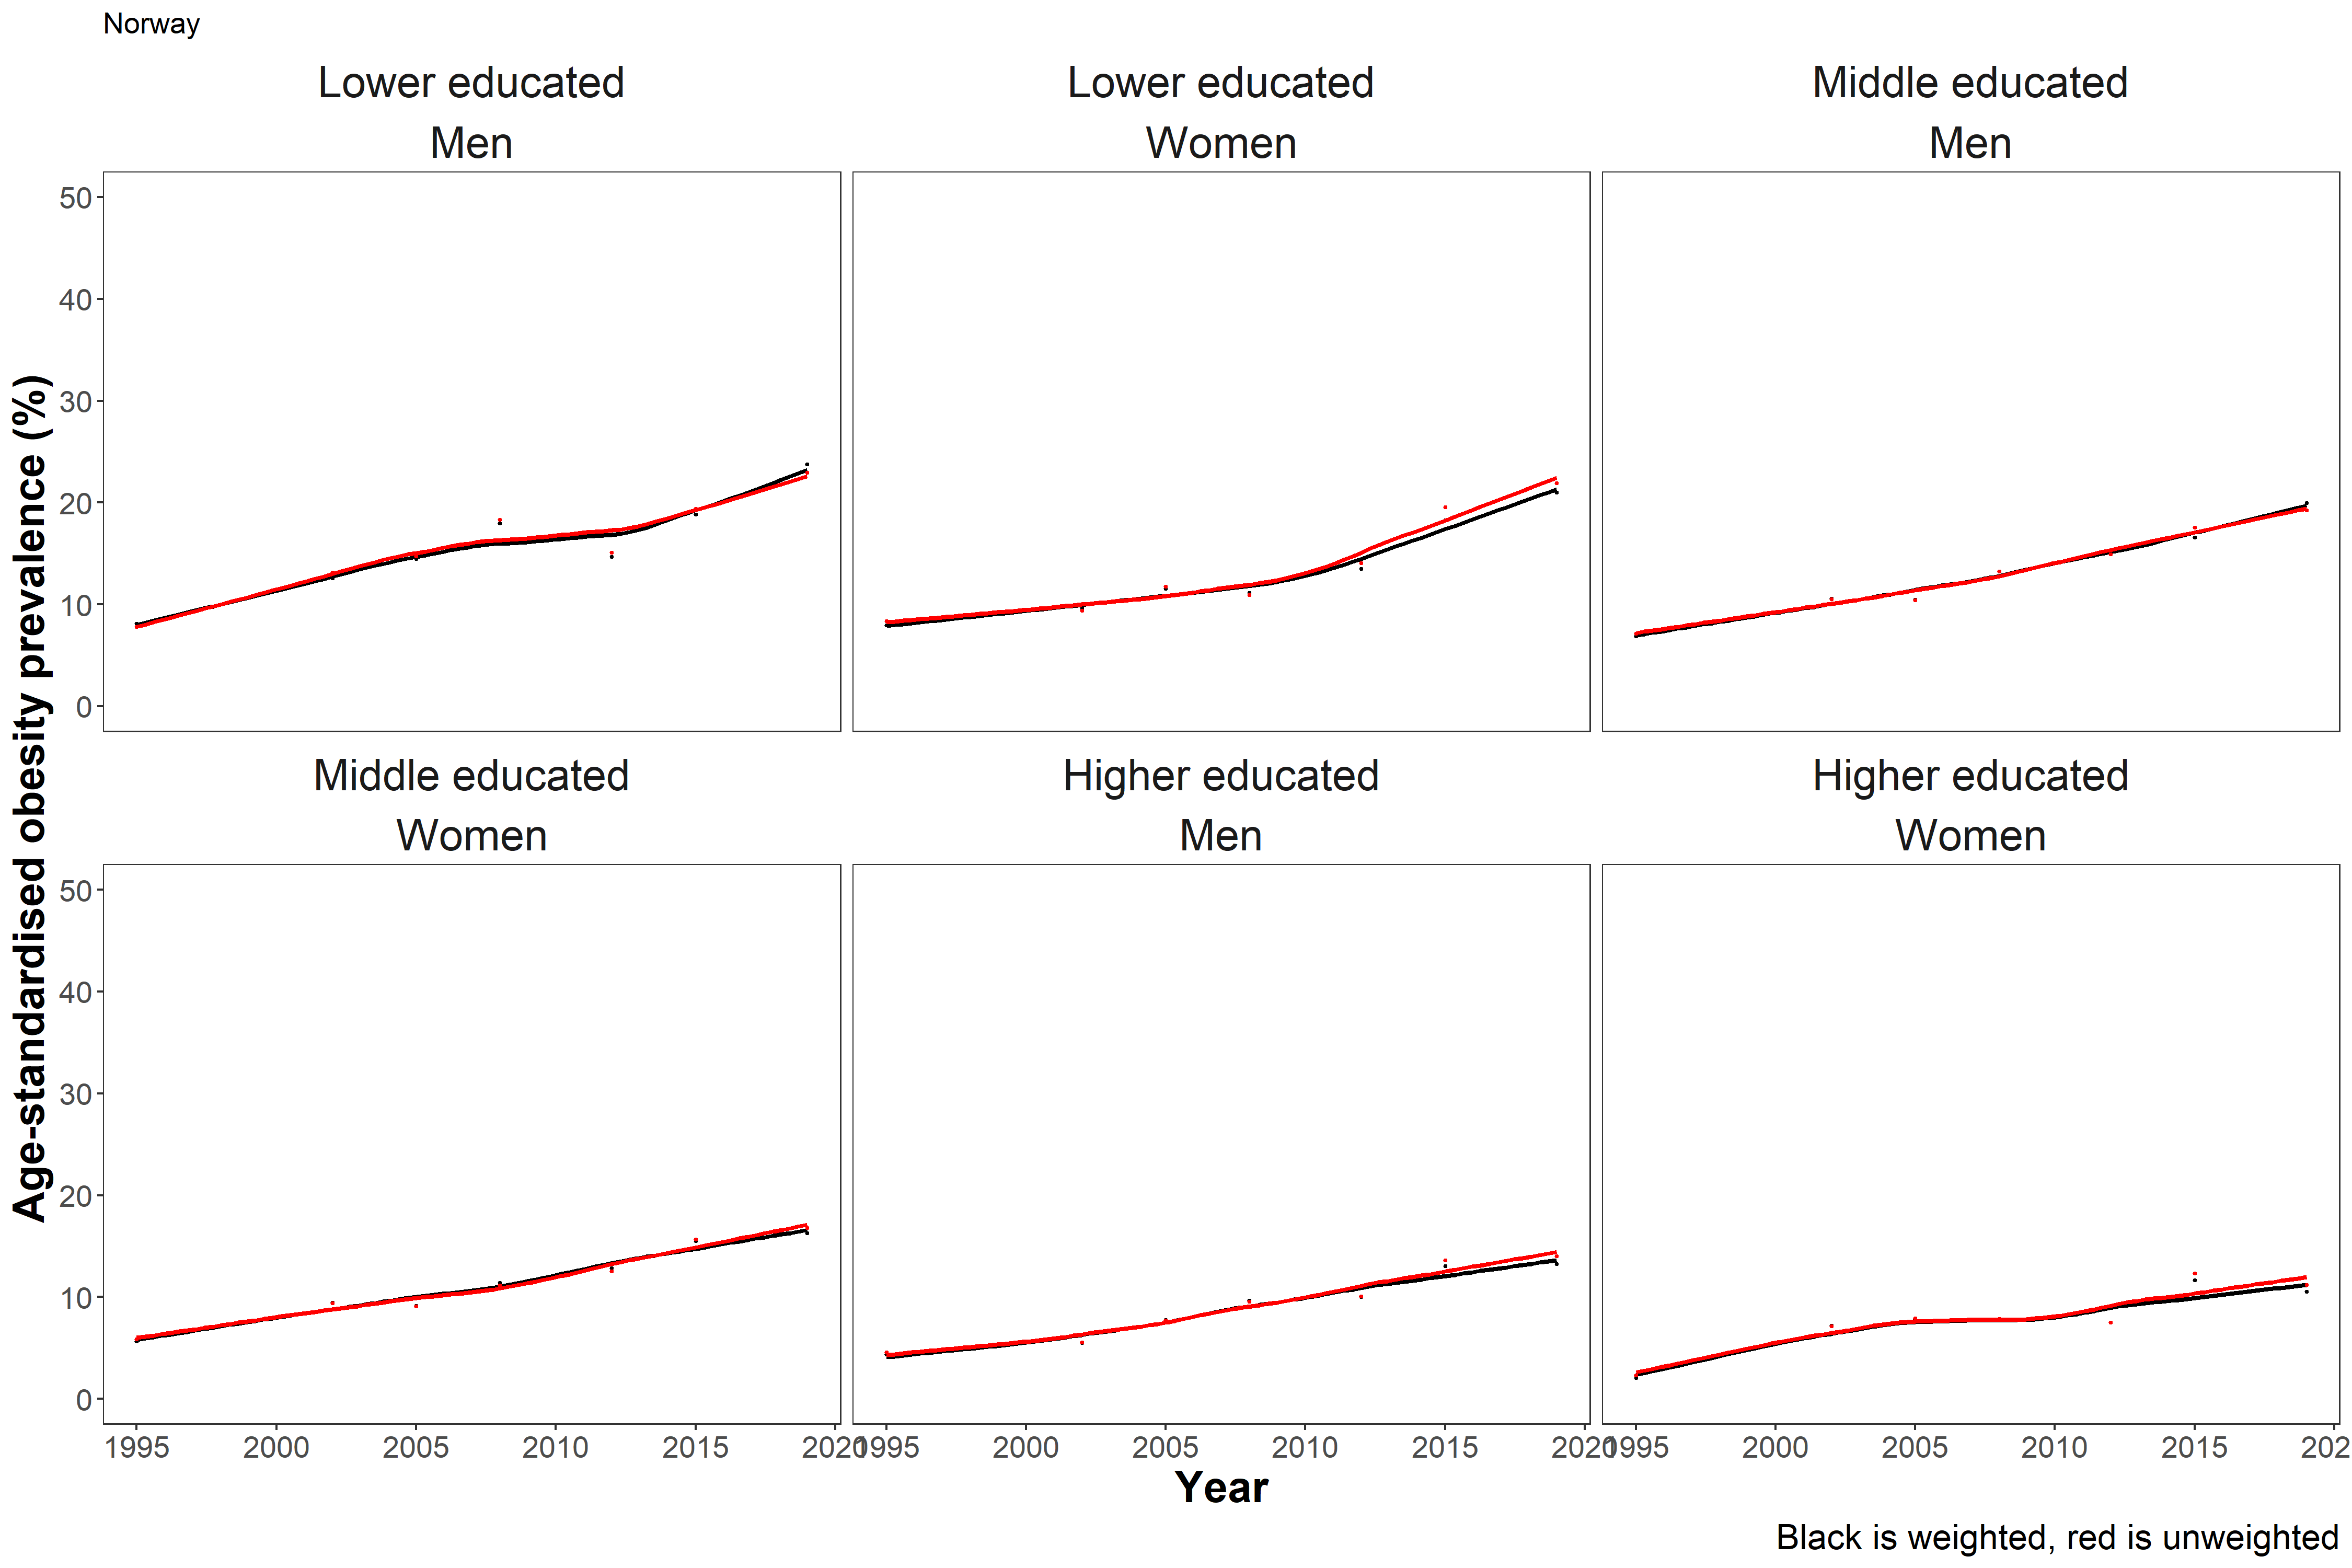 Norway
Lower educated
Men
Lower educated
Women
Middle educated
Men
50
40
30
20
10
0
Middle educated
Women
Higher educated
Men
Higher educated
Women
50
40
30
20
10
0
1995 2000 2005 2010 2015 2020
1995 2000 2005 2010 2015 2020
1995 2000 2005 2010 2015 202
Age-standardised obesity prevalence (%)
Year
Black is weighted, red is unweighted